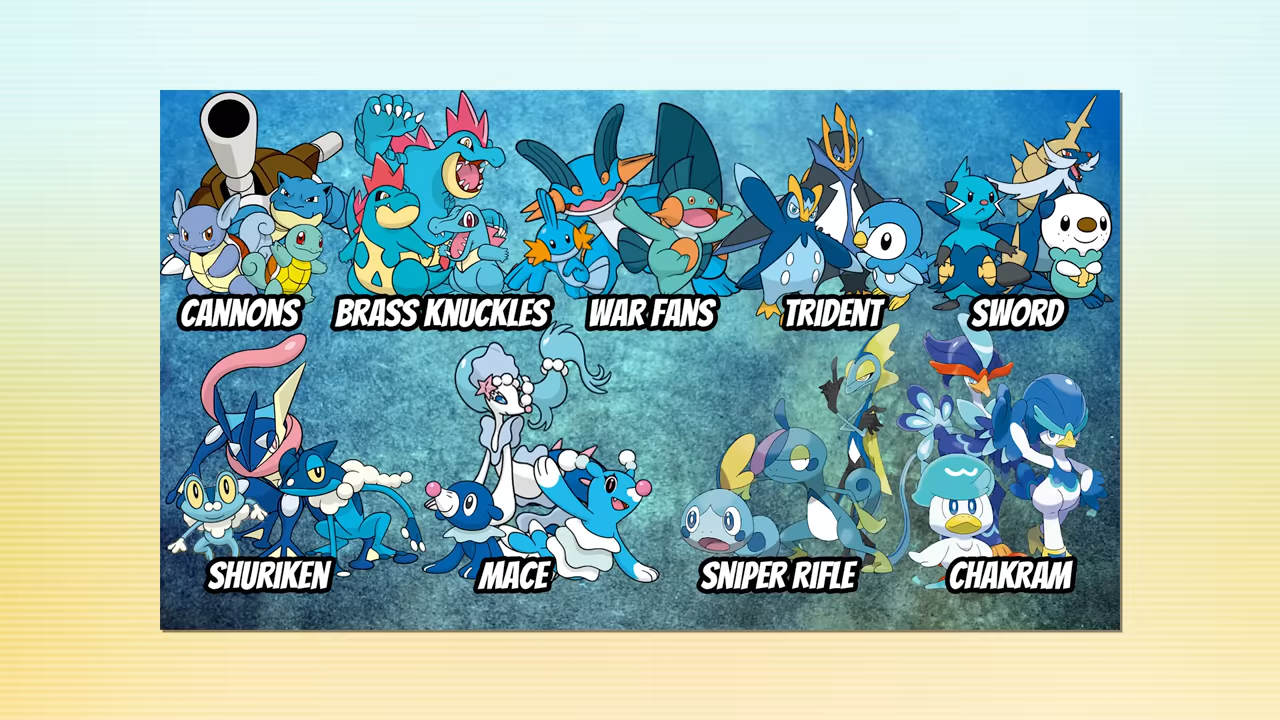 CANNONS
BRASS KNUCKLES
WAR FANS
TRIDENT
SWORD
SHURIKEN
MACE
SNIPER RIFLE
CHAKRAM